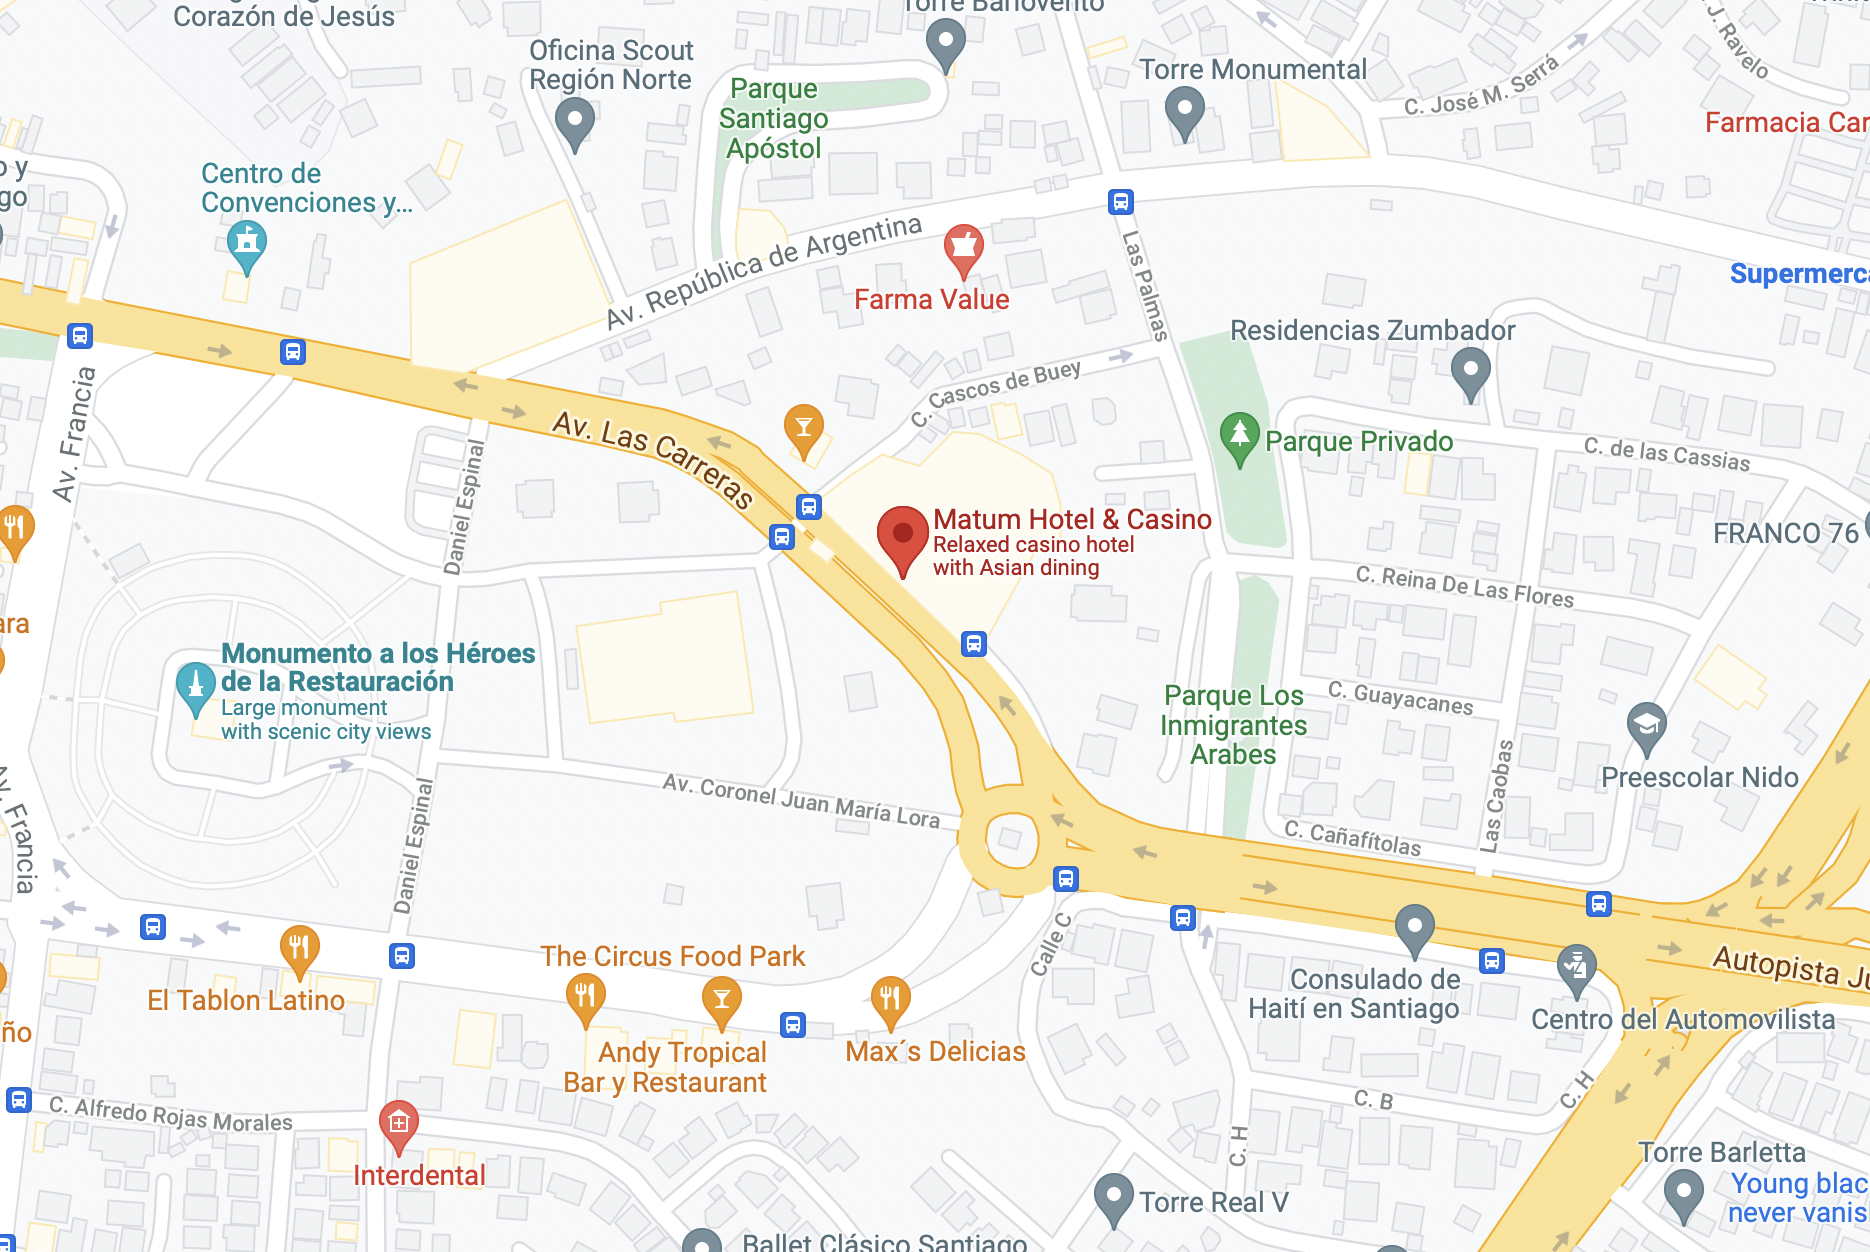 Corazón de Jesús
Oficina Scout
Región Norte
Torre Barlovento
Parque
Santiago
Apóstol
Torre Monumental
C. José M. Serrá
J. Ravelo
Farmacia Car
o y
go
Centro de
Convenciones y...
Av. República de Argentina
Farma Value
Las Palmas
Supermerca
Residencias Zumbador
Av. Francia
C. Cascos de Buey
Av. Las Carreras
Parque Privado
C. de las Cassias
Daniel Espinal
Matum Hotel & Casino
Relaxed casino hotel
with Asian dining
FRANCO 76
C. Reina De Las Flores
ara
Monumento a los Héroes
de la Restauración
Large monument
with scenic city views
Parque Los
Inmigrantes
Arabes
C. Guayacanes
Las Caobas
Preescolar Nido
Av. Francia
Av. Coronel Juan María Lora
Daniel Espinal
C. Cañafítolas
The Circus Food Park
Calle C
El Tablon Latino
Consulado de
Haití en Santiago
Autopista Ju
Centro del Automovilista
ño
Andy Tropical
Bar y Restaurant
Max´s Delicias
C. Alfredo Rojas Morales
C. B
C. H
C. H
Interdental
Torre Barletta
Young blac
never vanis
Torre Real V
Ballet Clásico Santiago